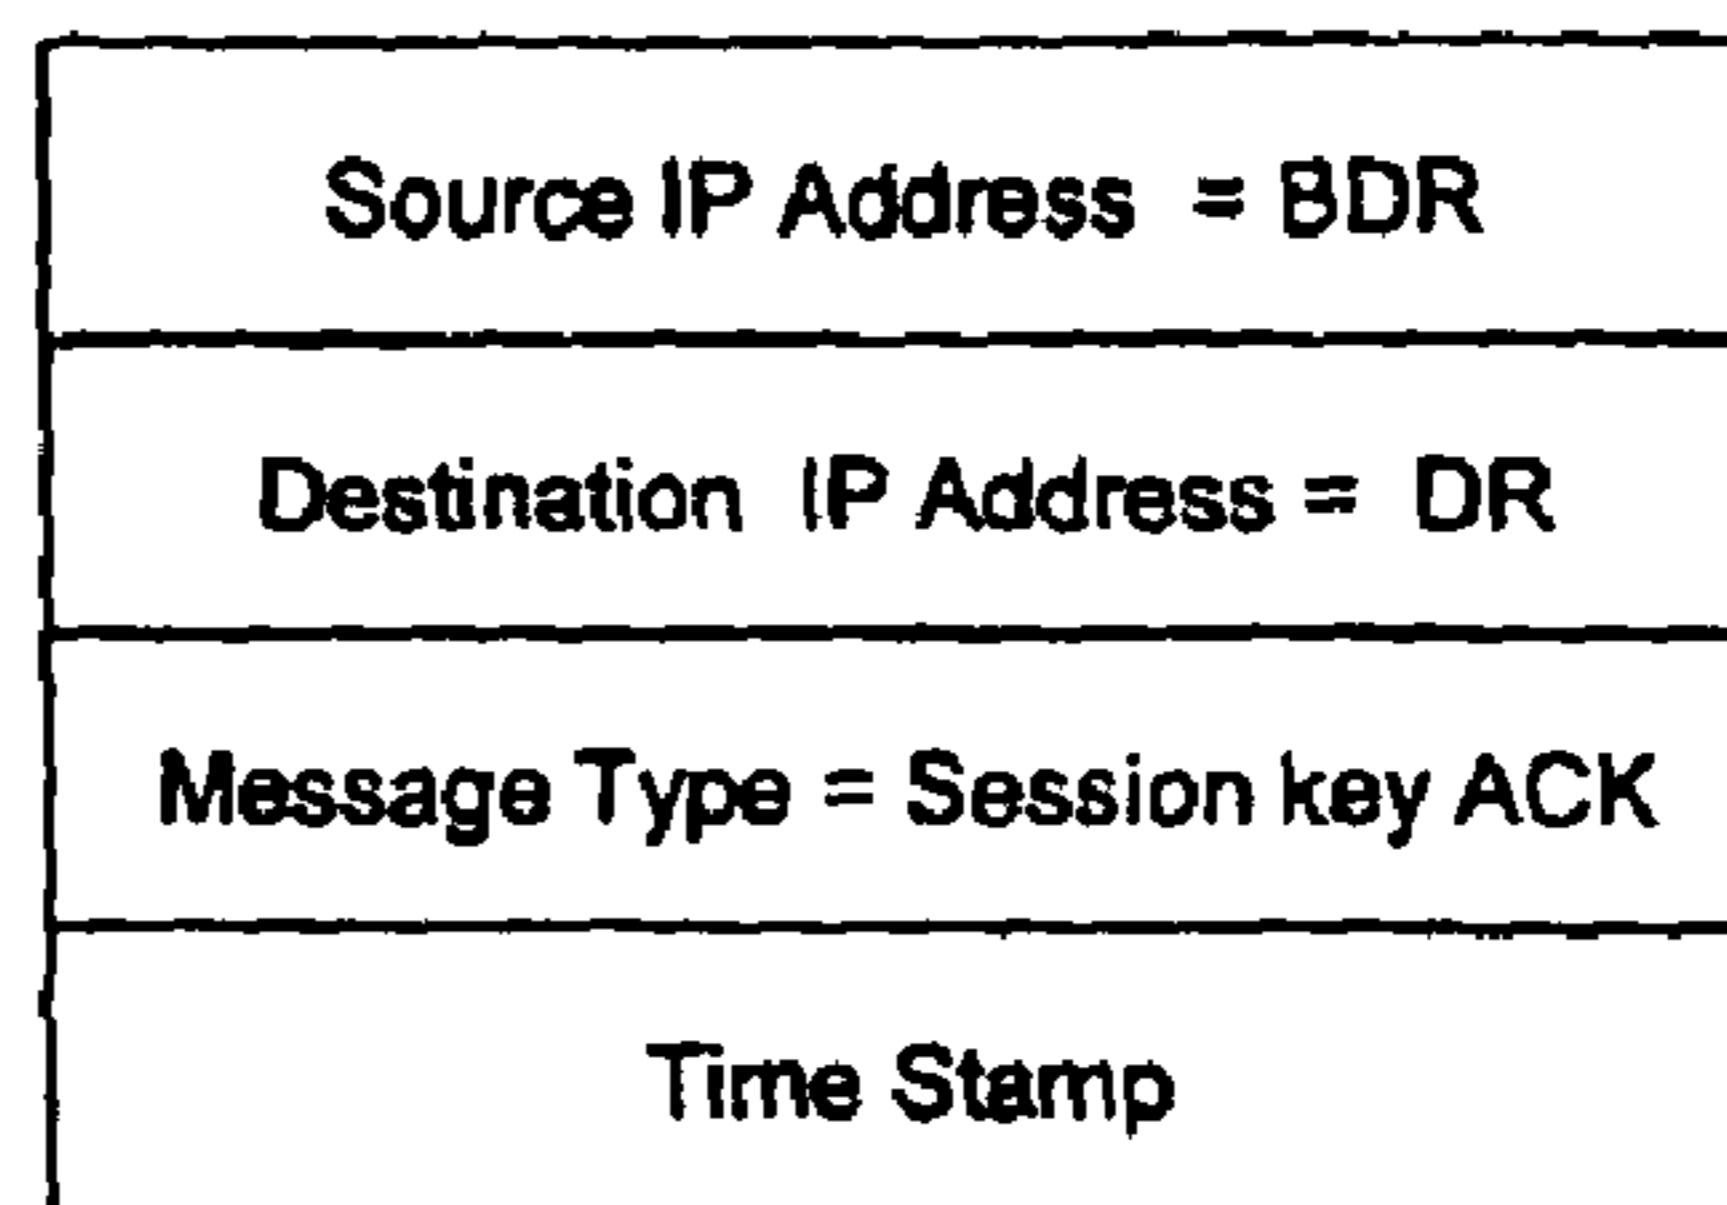 Source IP Address = BDR
Destination IP Address = DR
Message Type = Session key ACK
Time Stamp